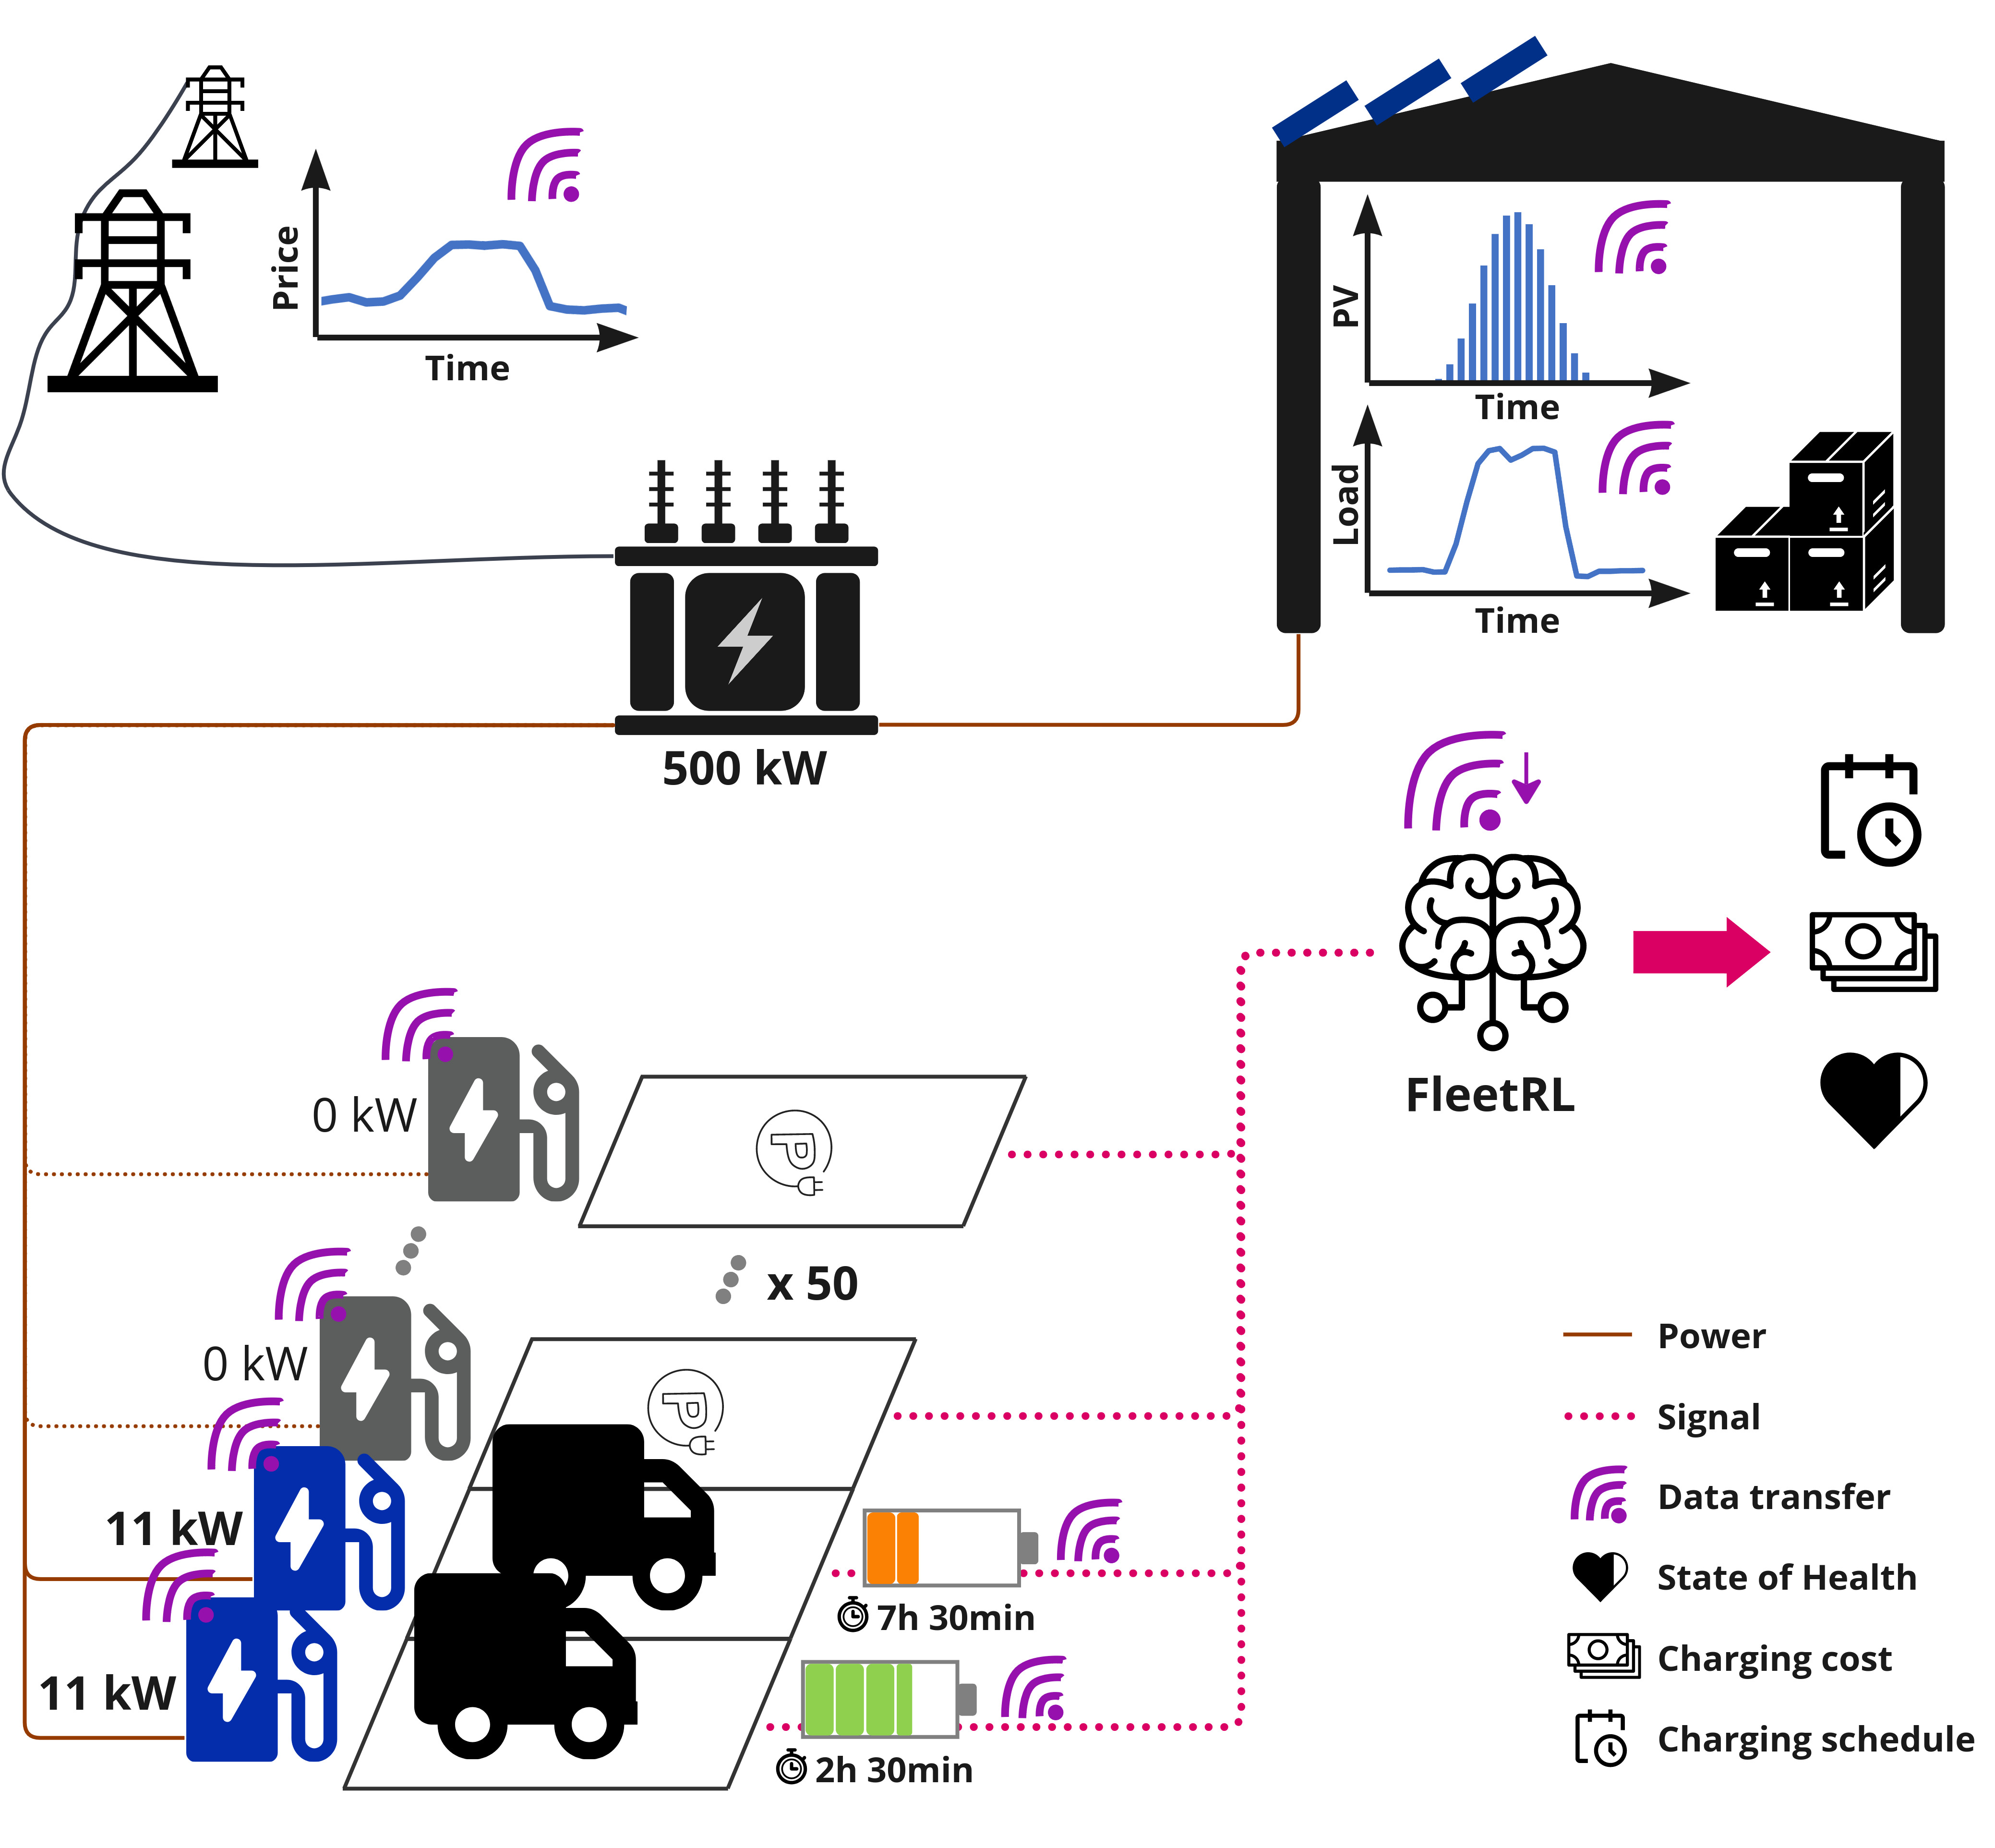 Price
Time
PV
Time
Load
Time
500 kW
FleetRL
0 kW
P
x 50
0 kW
P
11 kW
7h 30min
11 kW
2h 30min
Power
Signal
Data transfer
State of Health
Charging cost
Charging schedule